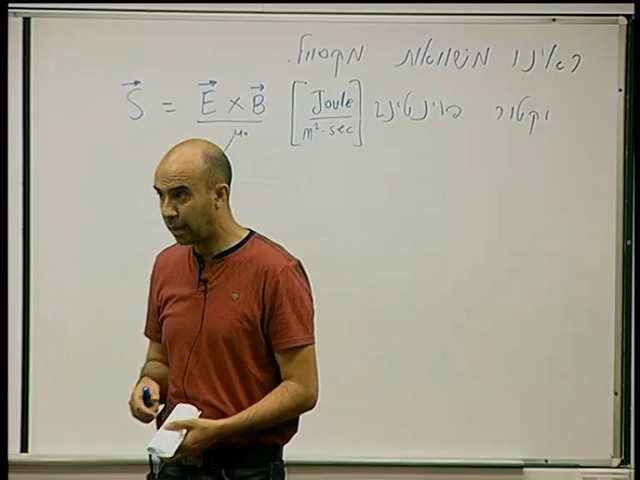 ראינו משוואות מקסוול.
וקטור פוינטינג [Joule / m²·sec] S⃗ = E⃗ × B⃗ / μ₀